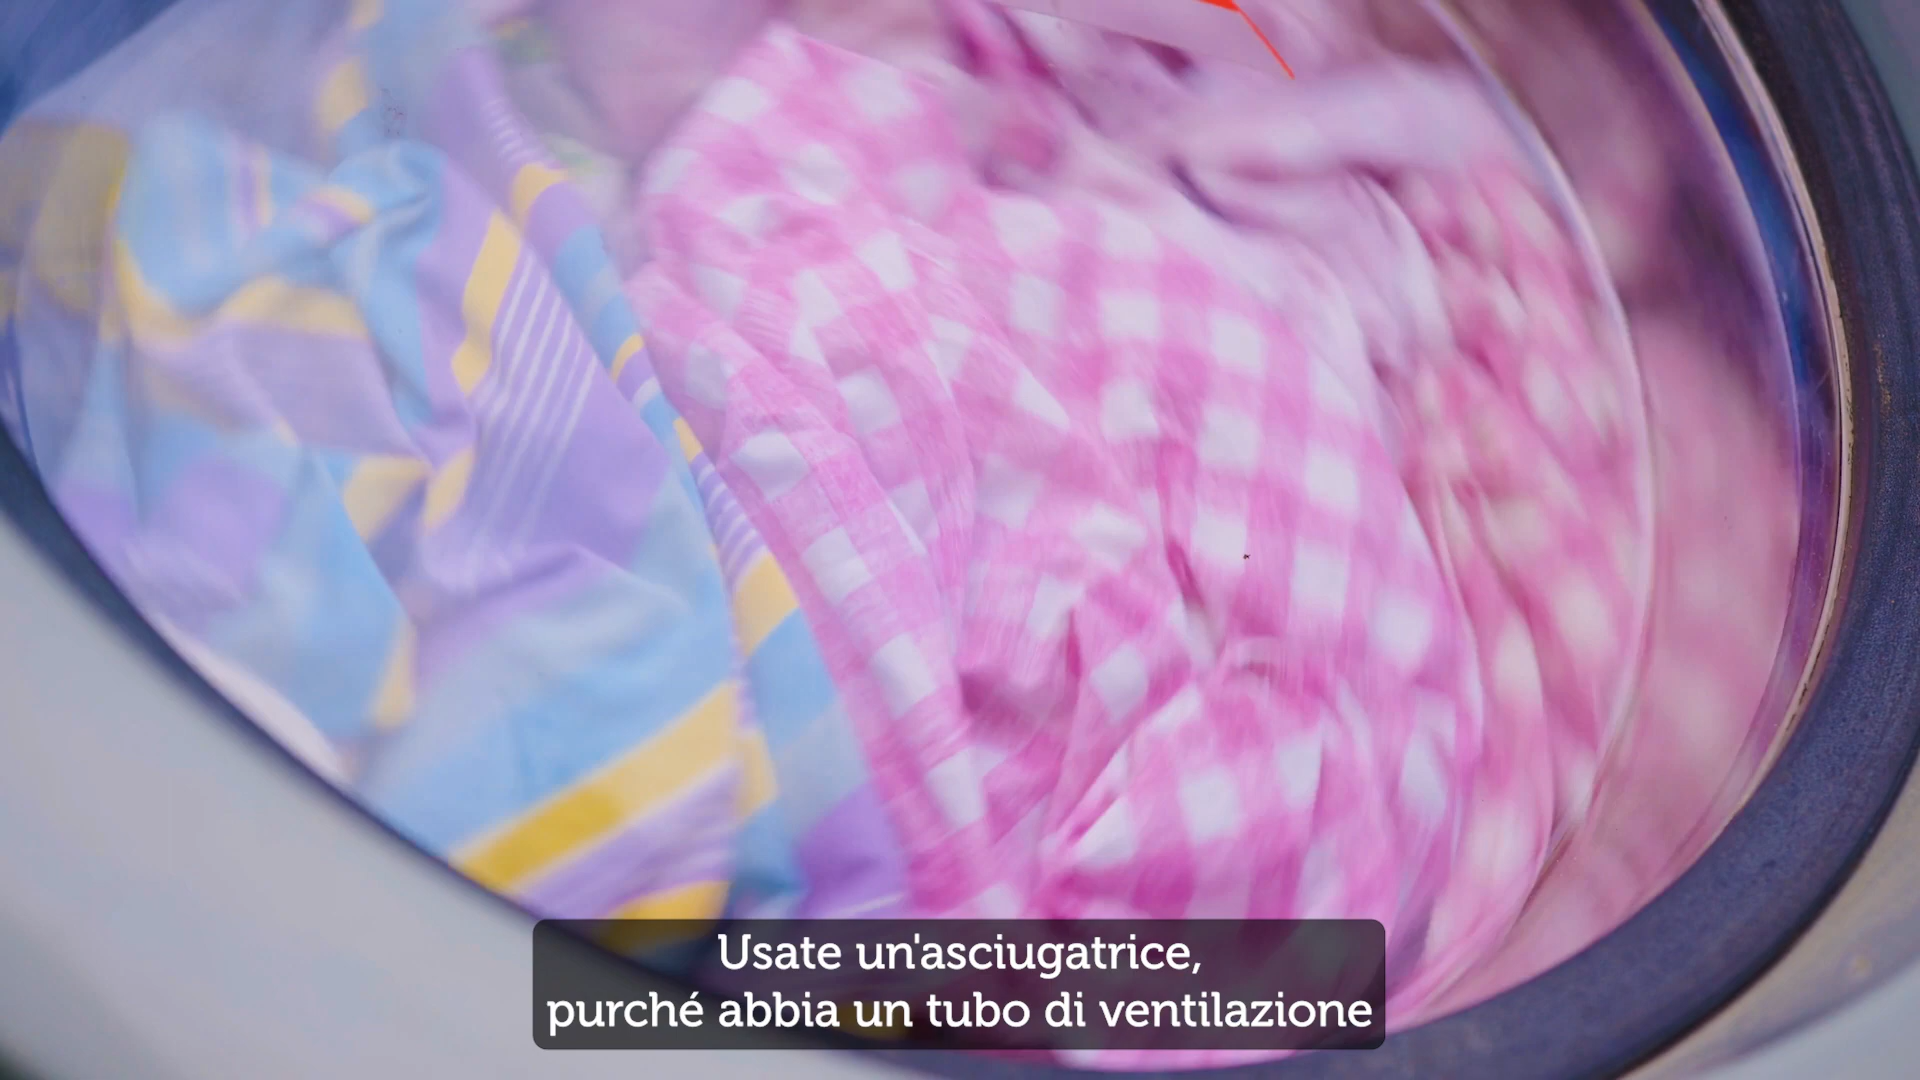 Usate un'asciugatrice,
purché abbia un tubo di ventilazione